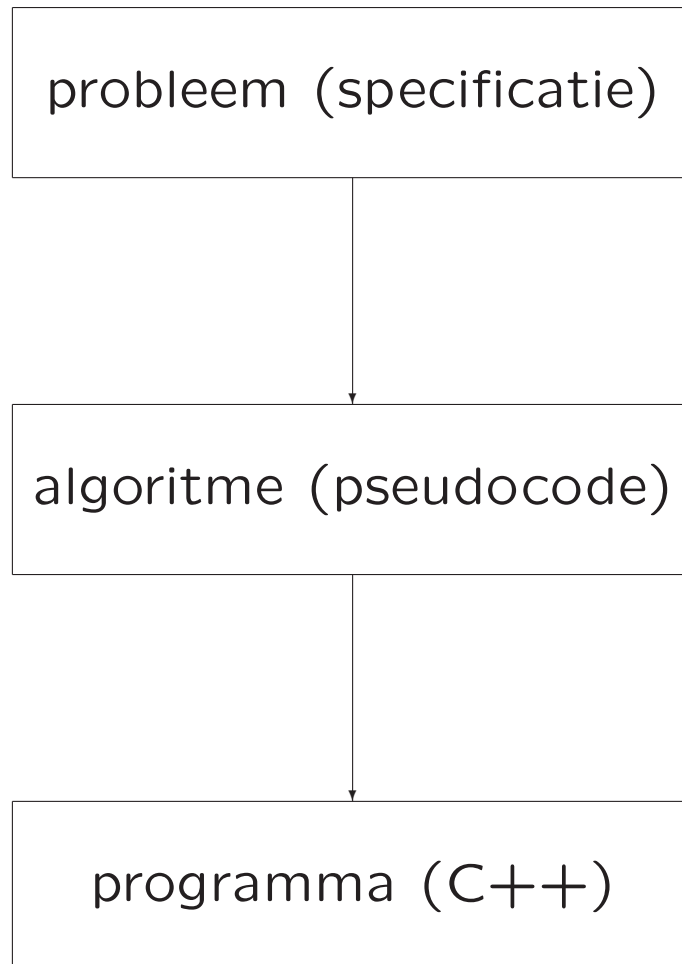 probleem (specificatie)
algoritme (pseudocode)
programma (C++)